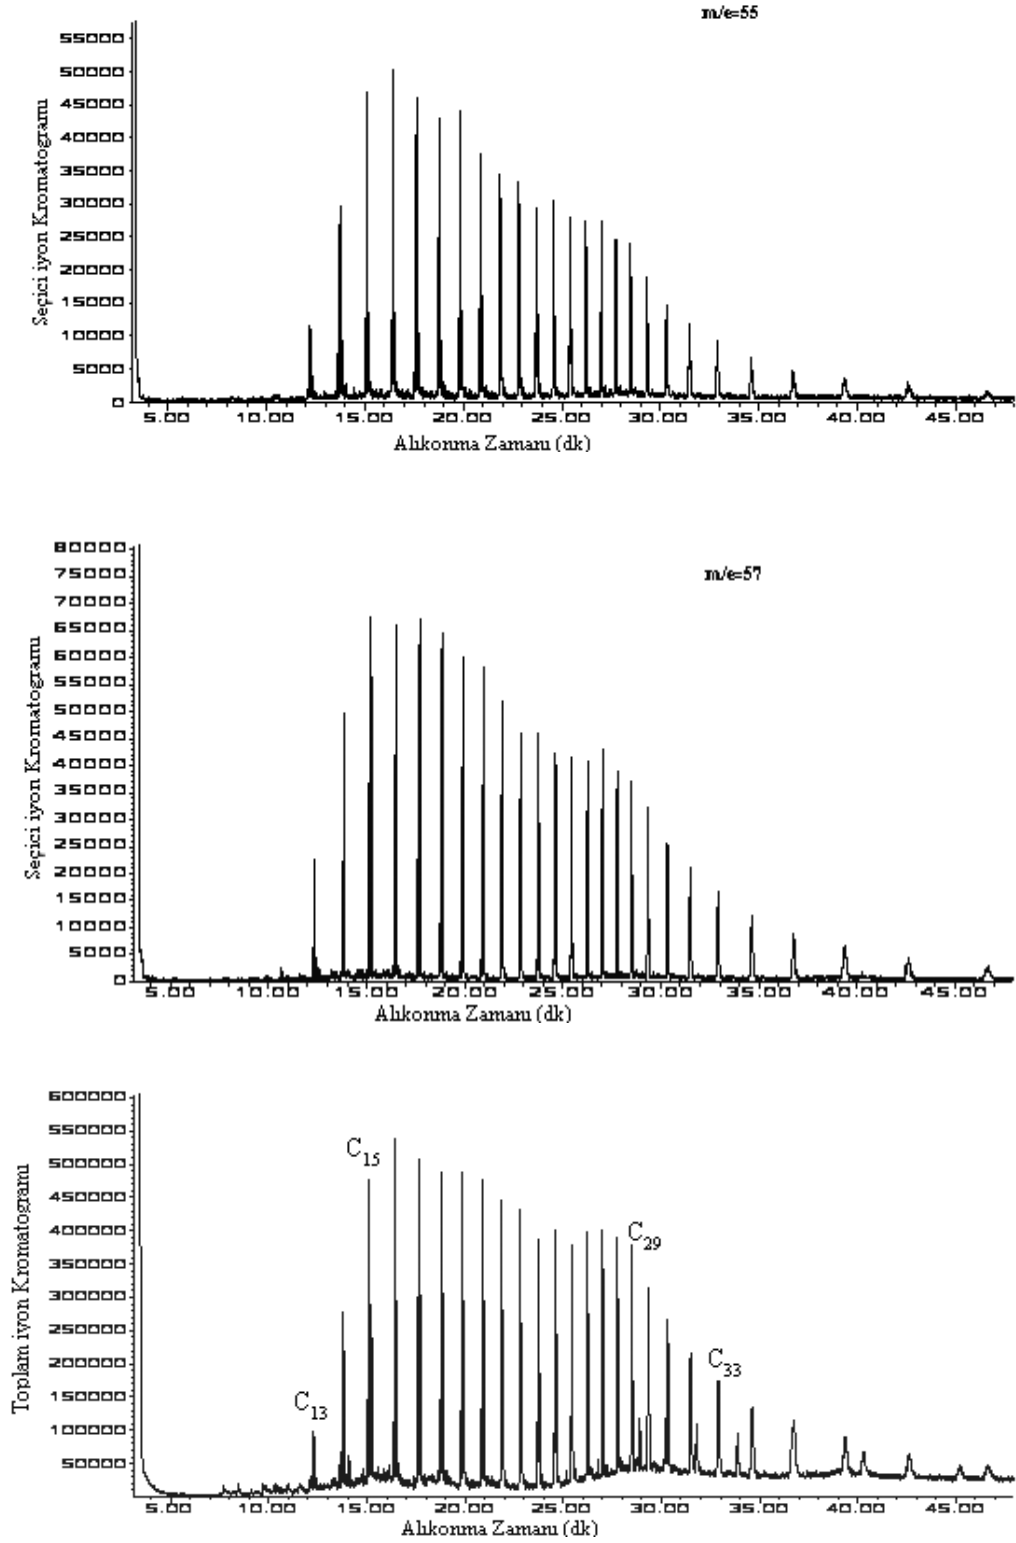 m/e=55
Seçici iyon Kromatogramı
55000
50000
45000
40000
35000
30000
25000
20000
15000
10000
5000
0
5.00 10.00 15.00 20.00 25.00 30.00 35.00 40.00 45.00
Alıkonma Zamanı (dk)
m/e=57
Seçici iyon Kromatogramı
80000
75000
70000
65000
60000
55000
50000
45000
40000
35000
30000
25000
20000
15000
10000
5000
0
5.00 10.00 15.00 20.00 25.00 30.00 35.00 40.00 45.00
Alıkonma Zamanı (dk)
Toplam iyon Kromatogramı
600000
550000
500000
450000
400000
350000
300000
250000
200000
150000
100000
50000
C15
C29
C33
C13
5.00 10.00 15.00 20.00 25.00 30.00 35.00 40.00 45.00
Alıkonma Zamanı (dk)